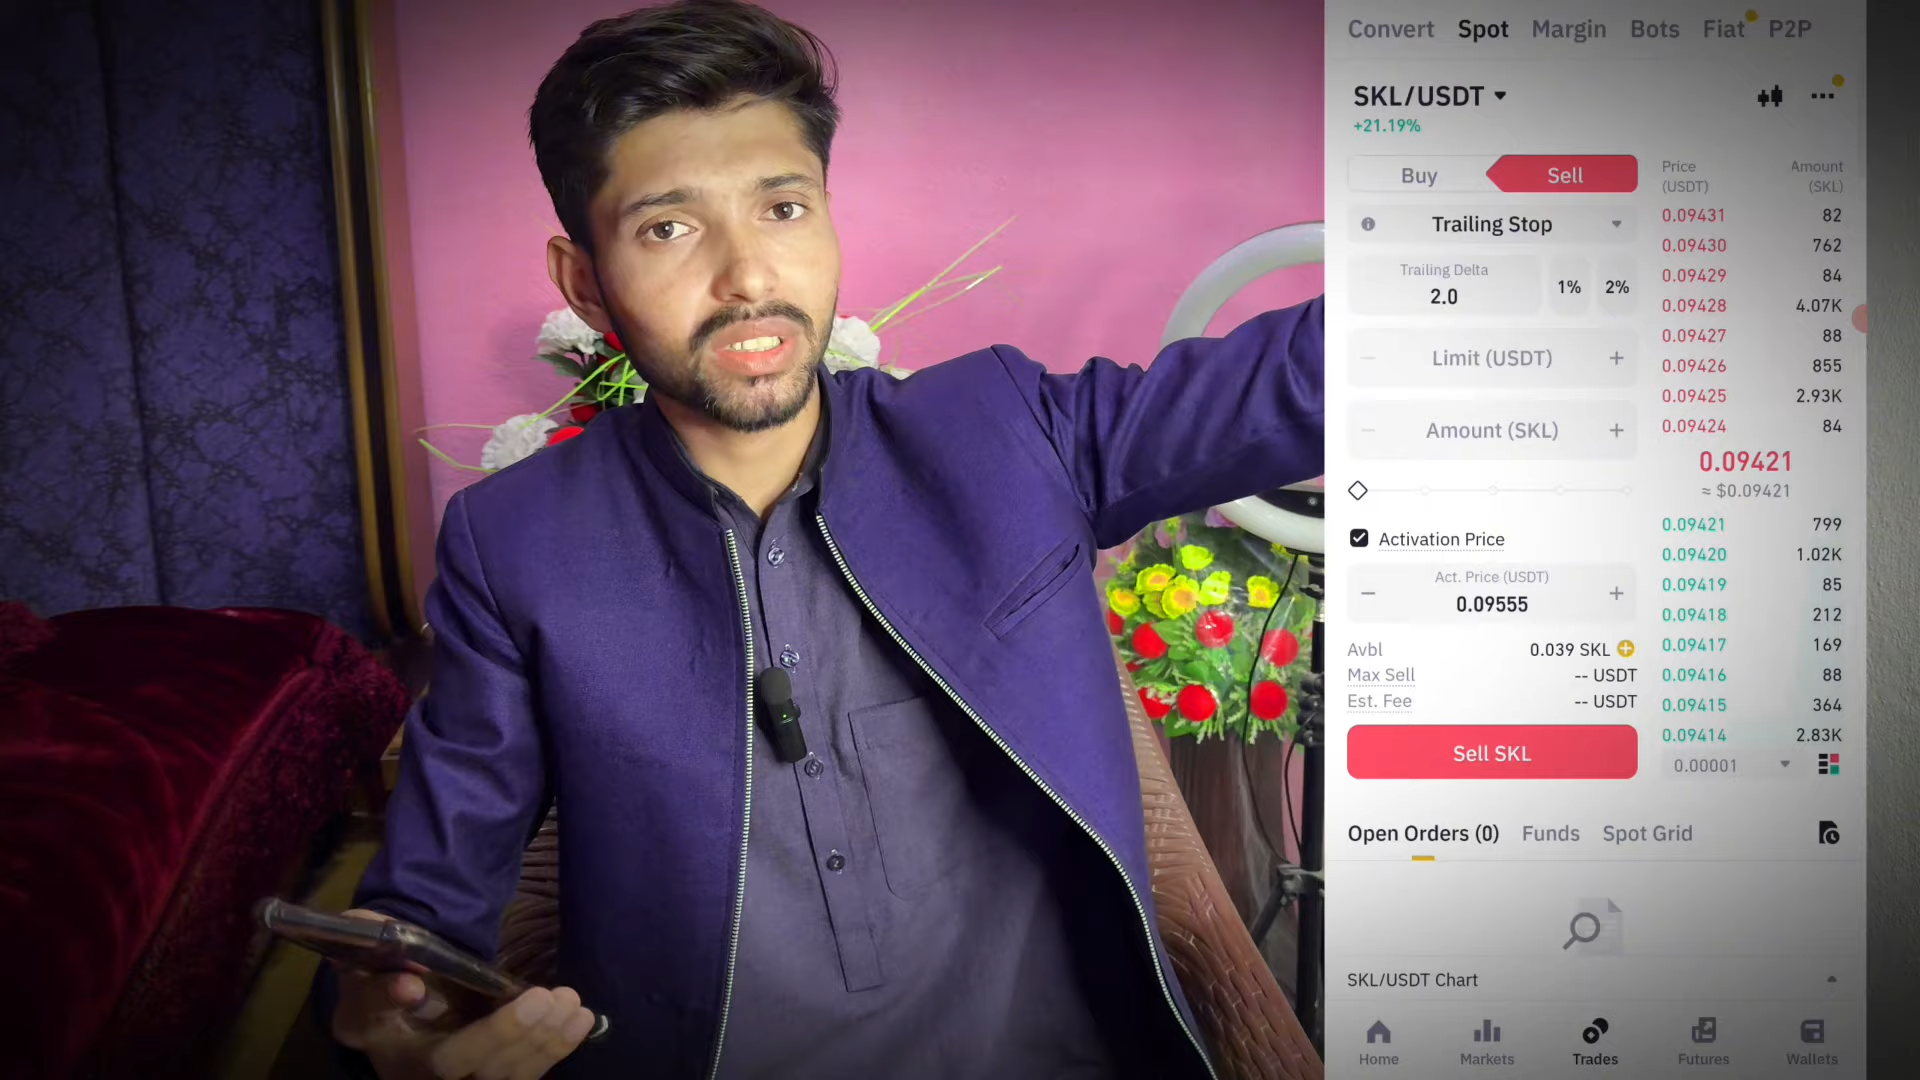 Convert Spot Margin Bots Fiat P2P
SKL/USDT
+21.19%
Buy Sell
Trailing Stop
Trailing Delta
2.0
1% 2%
Limit (USDT)
Amount (SKL)
Activation Price
Act. Price (USDT)
0.09555
Avbl 0.039 SKL
Max Sell -- USDT
Est. Fee -- USDT
Sell SKL
Price Amount
(USDT) (SKL)
0.09431 82
0.09430 762
0.09429 84
0.09428 4.07K
0.09427 88
0.09426 855
0.09425 2.93K
0.09424 84
0.09421
≈ $0.09421
0.09421 799
0.09420 1.02K
0.09419 85
0.09418 212
0.09417 169
0.09416 88
0.09415 364
0.09414 2.83K
0.00001
Open Orders (0) Funds Spot Grid
SKL/USDT Chart
Home Markets Trades Futures Wallets